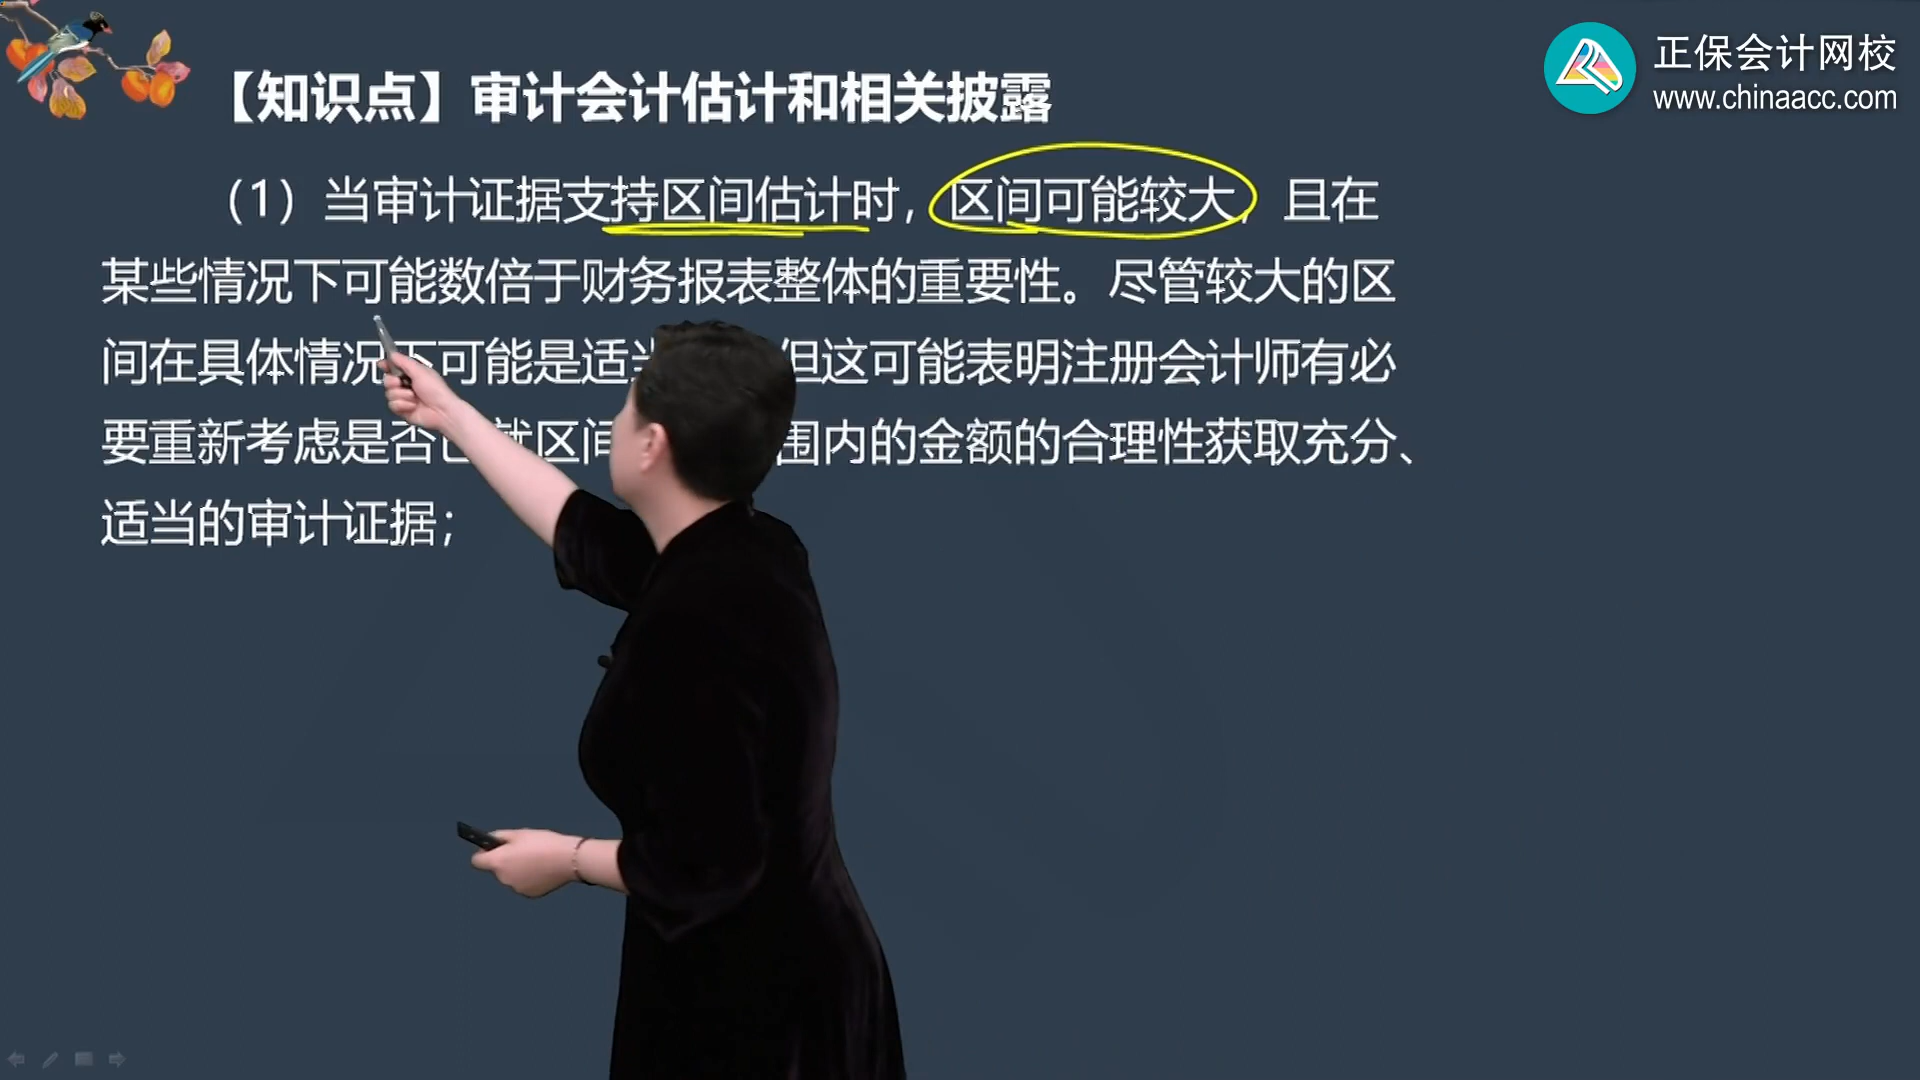 正保会计网校
www.chinaacc.com
【知识点】审计会计估计和相关披露
（1）当审计证据支持区间估计时，区间可能较大，且在
某些情况下可能数倍于财务报表整体的重要性。尽管较大的区
间在具体情况下可能是适当 但这可能表明注册会计师有必
要重新考虑是否已就区间 围内的金额的合理性获取充分、
适当的审计证据；